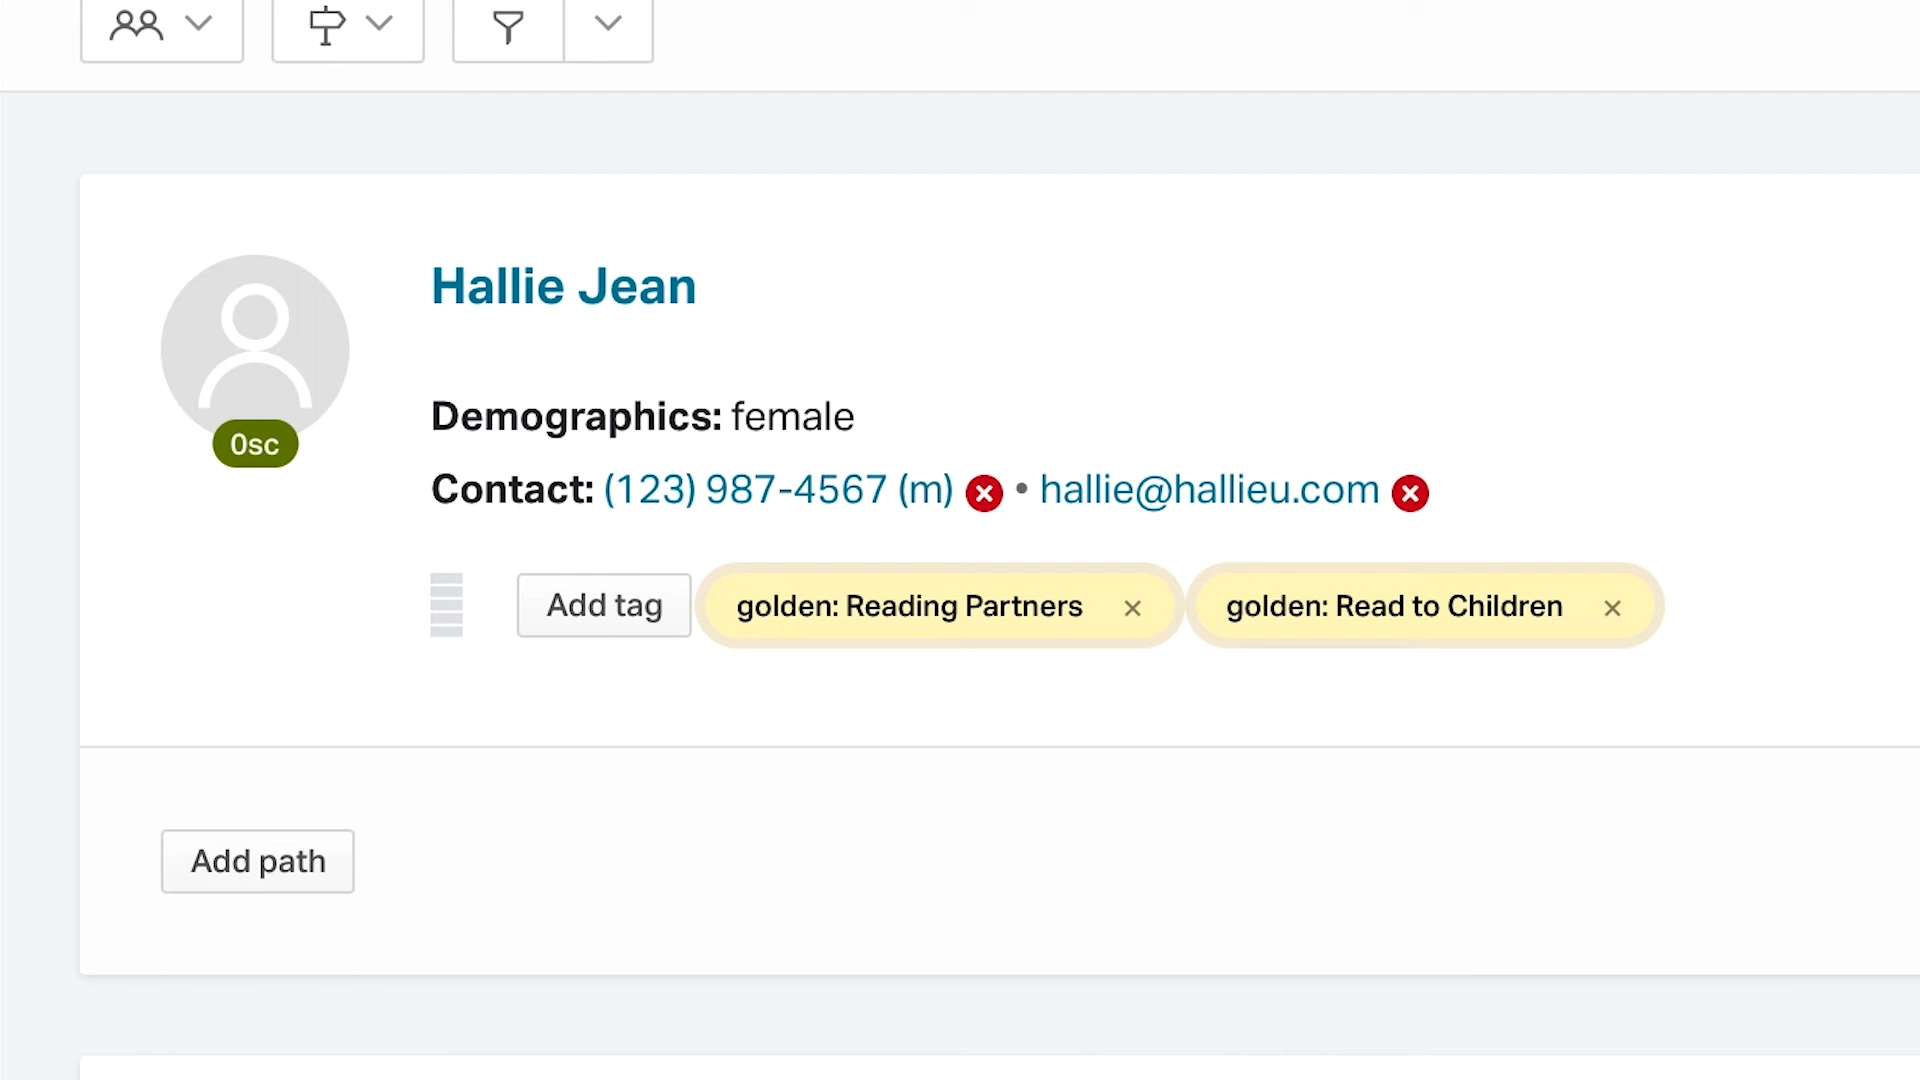 Hallie Jean
0sc
Demographics: female
Contact: (123) 987-4567 (m) • hallie@hallieu.com
Add tag golden: Reading Partners × golden: Read to Children ×
Add path